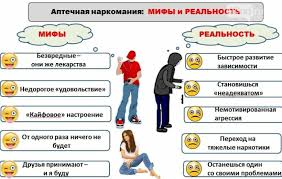 Аптечная наркомания: МИФЫ и РЕАЛЬНОСТЬ
МИФЫ
Безвредные –
они же лекарства
Недорогое «удовольствие»
«Кайфовое» настроение
От одного раза ничего не
будет
Друзья принимают –
и я буду
РЕАЛЬНОСТЬ
Быстрое развитие
зависимости
Становишься
«неадекватом»
Немотивированная
агрессия
Переход на
тяжелые наркотики
Останешься один
со своими проблемами